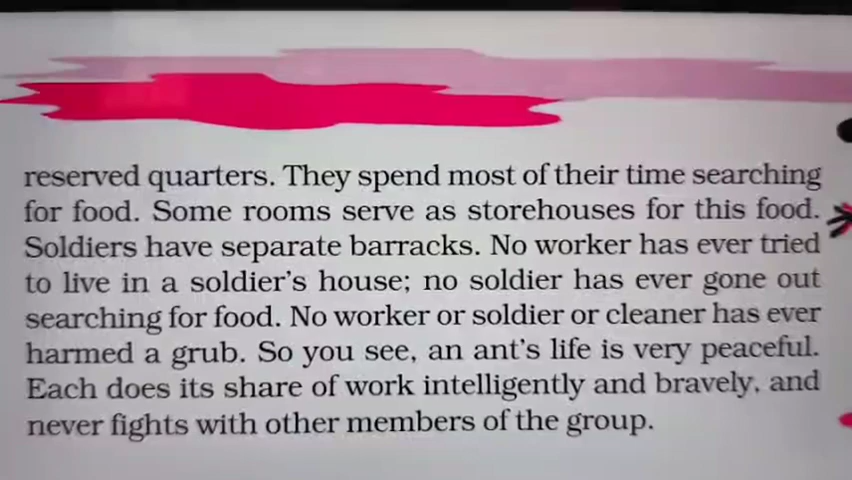 reserved quarters. They spend most of their time searching
for food. Some rooms serve as storehouses for this food.
Soldiers have separate barracks. No worker has ever tried
to live in a soldier's house; no soldier has ever gone out
searching for food. No worker or soldier or cleaner has ever
harmed a grub. So you see, an ant's life is very peaceful.
Each does its share of work intelligently and bravely, and
never fights with other members of the group.